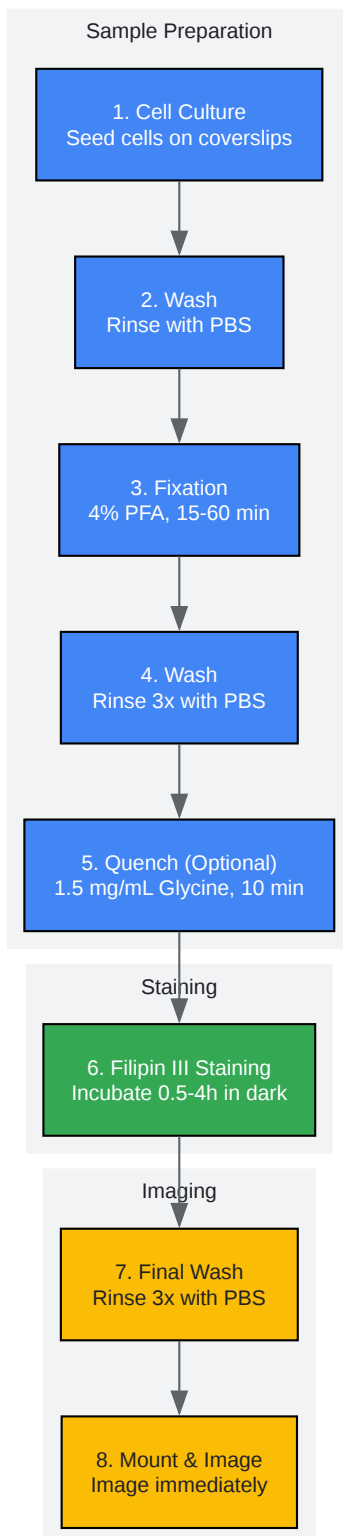 Sample Preparation
1. Cell Culture
Seed cells on coverslips
2. Wash
Rinse with PBS
3. Fixation
4% PFA, 15-60 min
4. Wash
Rinse 3x with PBS
5. Quench (Optional)
1.5 mg/mL Glycine, 10 min
Staining
6. Filipin III Staining
Incubate 0.5-4h in dark
Imaging
7. Final Wash
Rinse 3x with PBS
8. Mount & Image
Image immediately